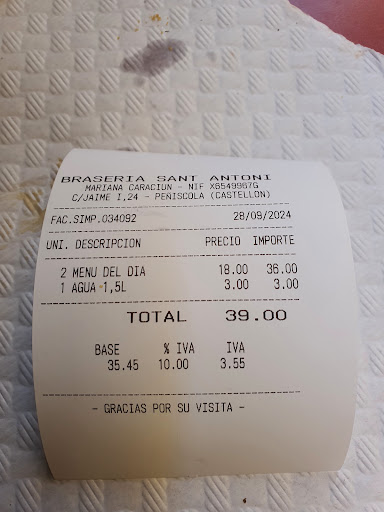 BRASERIA SANT ANTONI
MARIANA CARACIUN - NIF X6549967G
C/JAIME 1,24 - PEÑISCOLA (CASTELLON)
FAC.SIMP.034092 28/09/2024
UNI. DESCRIPCION PRECIO IMPORTE
2 MENU DEL DIA 18.00 36.00
1 AGUA 1,5L 3.00 3.00
TOTAL 39.00
BASE % IVA IVA
35.45 10.00 3.55
- GRACIAS POR SU VISITA -